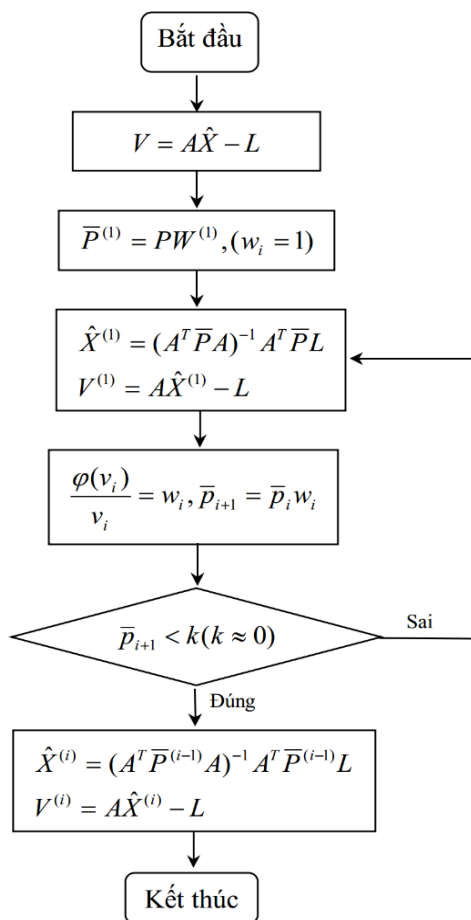 Bắt đầu
V = AX̂ − L
P̅⁽¹⁾ = PW⁽¹⁾, (wᵢ = 1)
X̂⁽¹⁾ = (AᵀP̅A)⁻¹ AᵀP̅L
V⁽¹⁾ = AX̂⁽¹⁾ − L
φ(vᵢ)/vᵢ = wᵢ, p̅ᵢ₊₁ = p̅ᵢwᵢ
p̅ᵢ₊₁ < k(k ≈ 0)
Sai
Đúng
X̂⁽ⁱ⁾ = (AᵀP̅⁽ⁱ⁻¹⁾A)⁻¹ AᵀP̅⁽ⁱ⁻¹⁾L
V⁽ⁱ⁾ = AX̂⁽ⁱ⁾ − L
Kết thúc